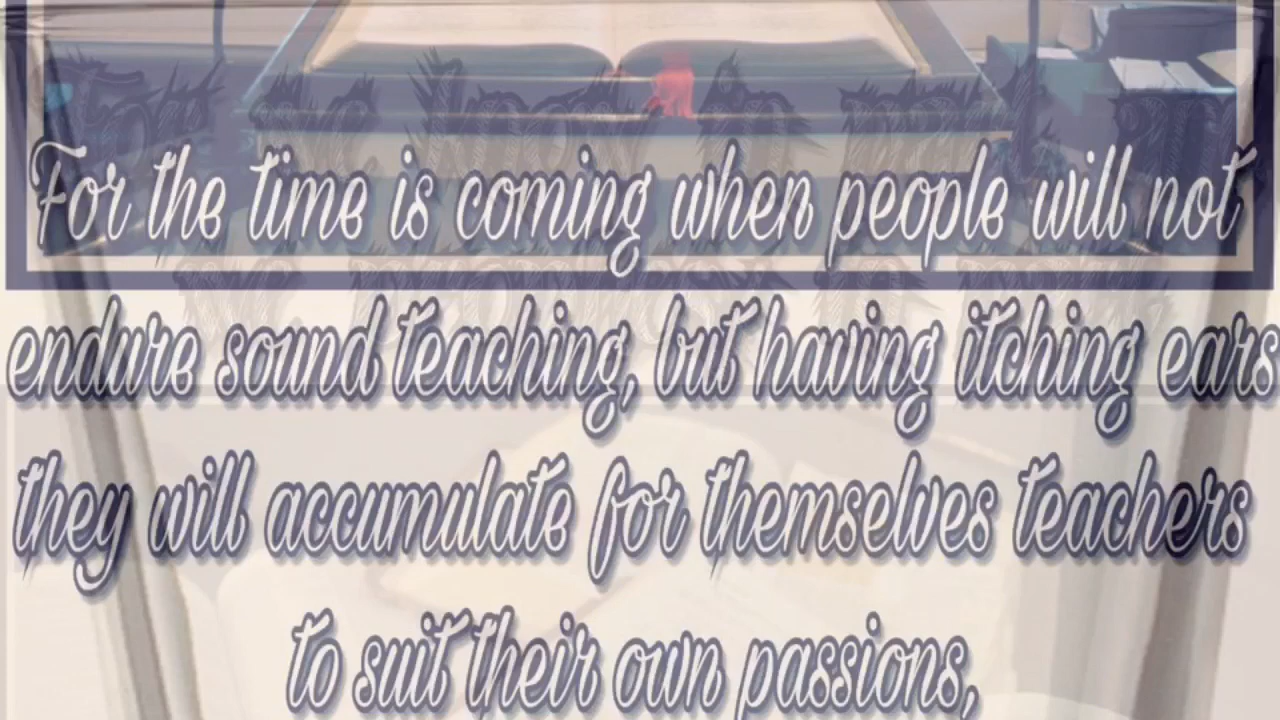 For the time is coming when people will not
endure sound teaching, but having itching ears
they will accumulate for themselves teachers
to suit their own passions,